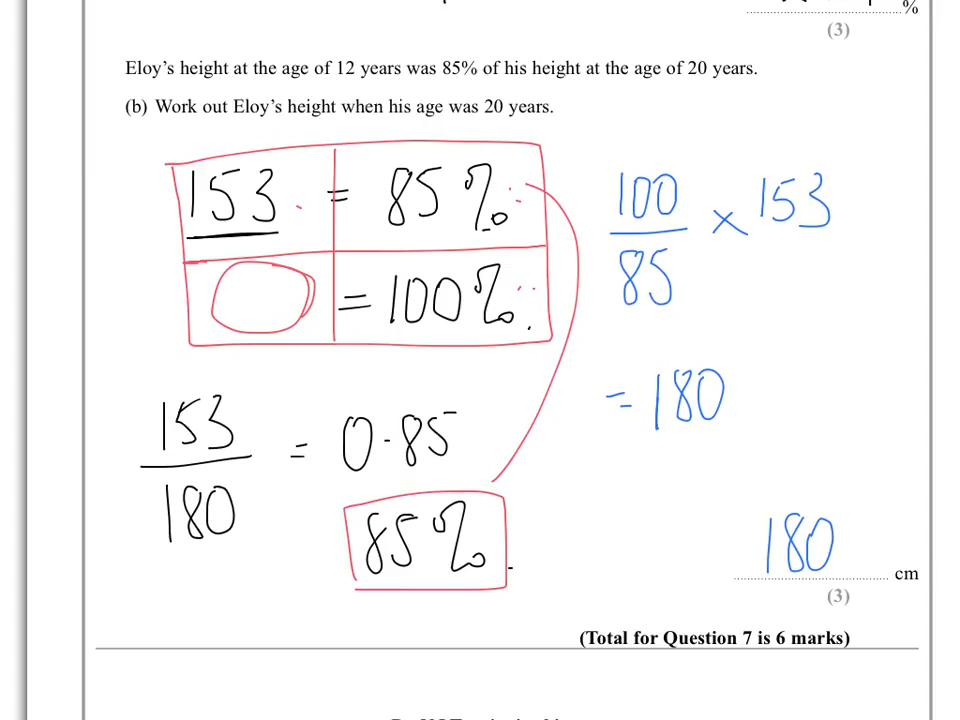 %
(3)
Eloy's height at the age of 12 years was 85% of his height at the age of 20 years.
(b) Work out Eloy's height when his age was 20 years.
153 = 85%
= 100%
100/85 × 153
= 180
153/180 = 0.85
85%
180 cm
(3)
(Total for Question 7 is 6 marks)